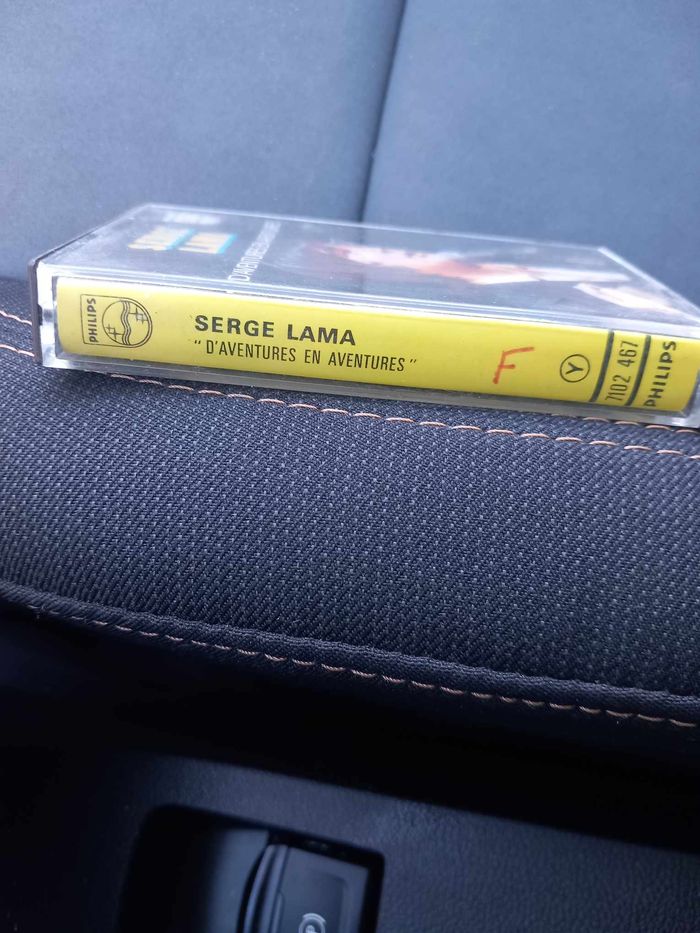 PHILIPS
SERGE LAMA
" D'AVENTURES EN AVENTURES "
F
Y
7102 467
PHILIPS